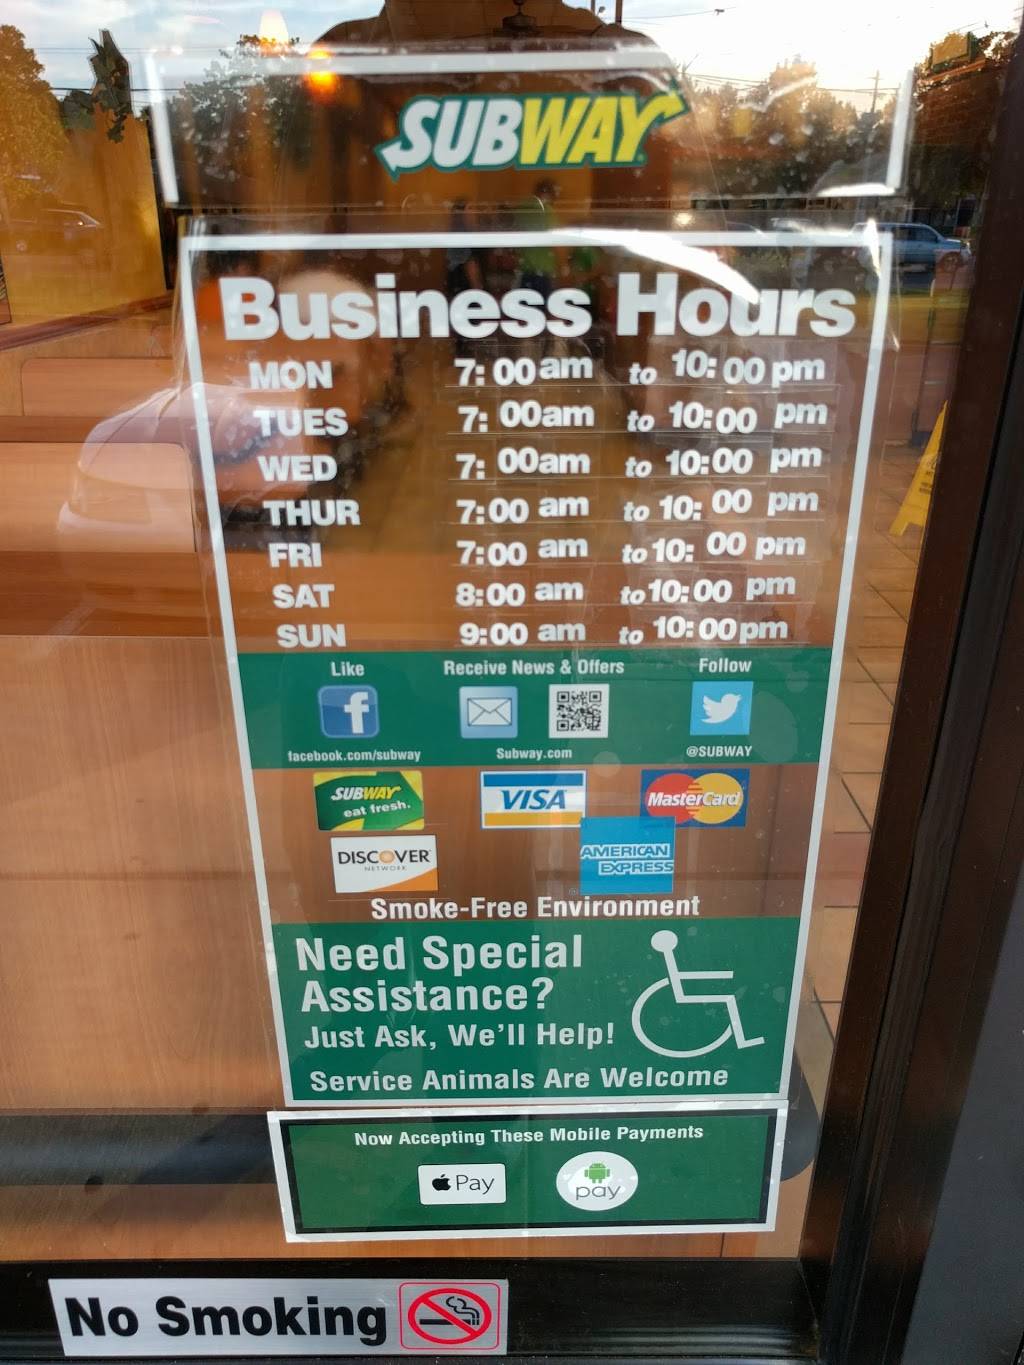 SUBWAY
Business Hours
MON 7:00 am to 10:00 pm
TUES 7:00am to 10:00 pm
WED 7:00am to 10:00 pm
THUR 7:00 am to 10:00 pm
FRI 7:00 am to 10:00 pm
SAT 8:00 am to 10:00 pm
SUN 9:00 am to 10:00pm
Like Receive News & Offers Follow
f
facebook.com/subway Subway.com @SUBWAY
SUBWAY eat fresh. VISA MasterCard
DISCOVER NETWORK AMERICAN EXPRESS
Smoke-Free Environment
Need Special
Assistance?
Just Ask, We'll Help!
Service Animals Are Welcome
Now Accepting These Mobile Payments
Pay pay
No Smoking